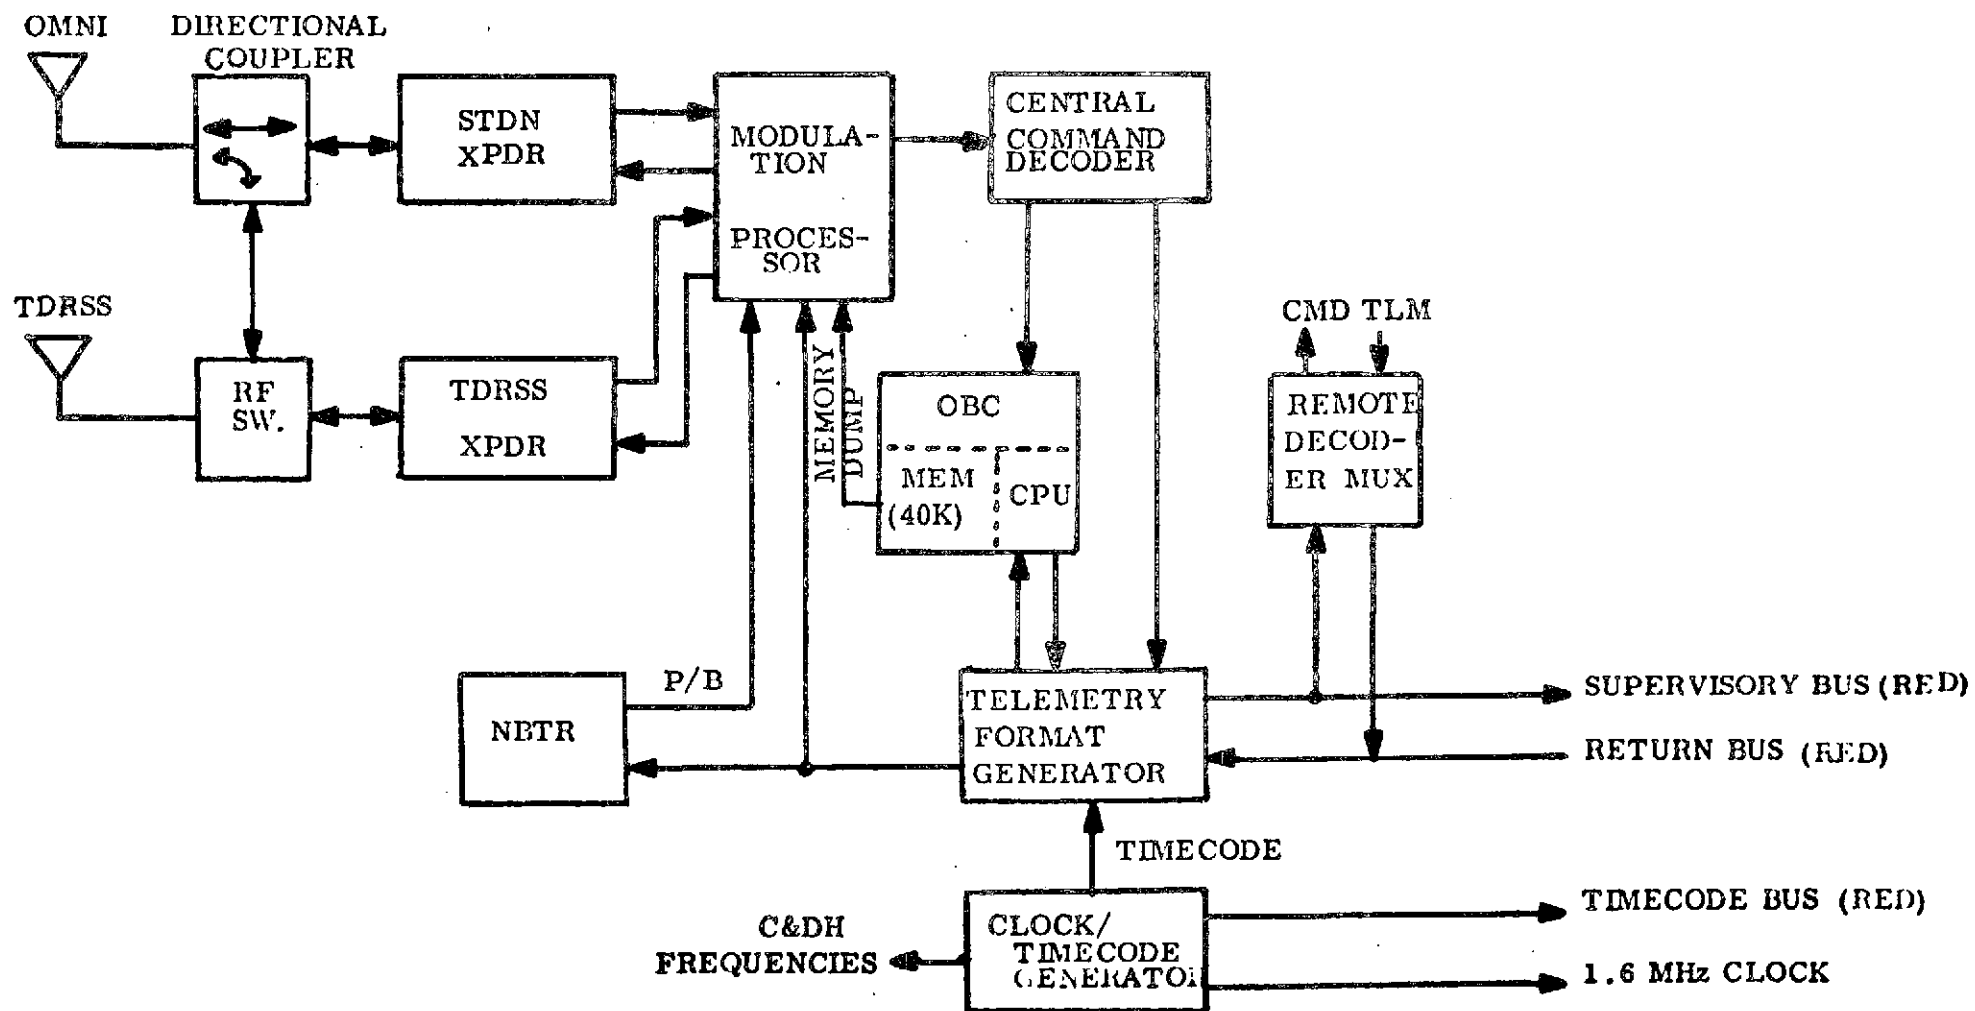 OMNI
DIRECTIONAL
COUPLER
STDN
XPDR
MODULA-
TION
PROCES-
SOR
CENTRAL
COMMAND
DECODER
TDRSS
RF
SW.
TDRSS
XPDR
MEMORY
DUMP
OBC
MEM
(40K)
CPU
CMD TLM
REMOTE
DECOD-
ER MUX
NBTR
P/B
TELEMETRY
FORMAT
GENERATOR
SUPERVISORY BUS (RED)
RETURN BUS (RED)
TIMECODE
C&DH
FREQUENCIES
CLOCK/
TIMECODE
GENERATOR
TIMECODE BUS (RED)
1.6 MHz CLOCK